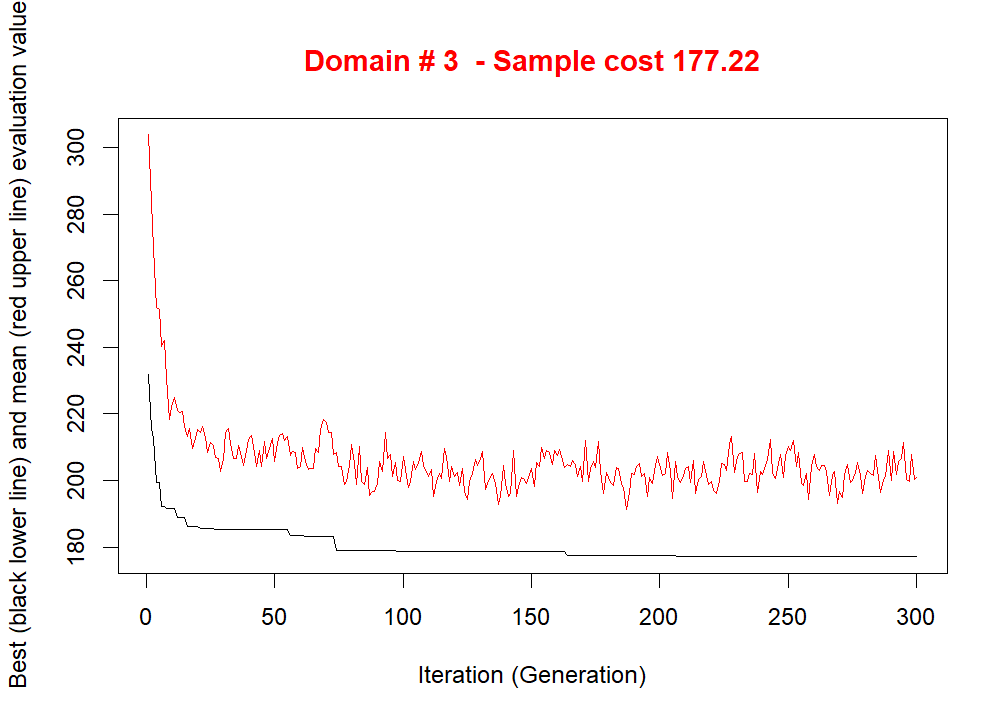 Domain # 3  - Sample cost 177.22
Best (black lower line) and mean (red upper line) evaluation value
300
280
260
240
220
200
180
0 50 100 150 200 250 300
Iteration (Generation)